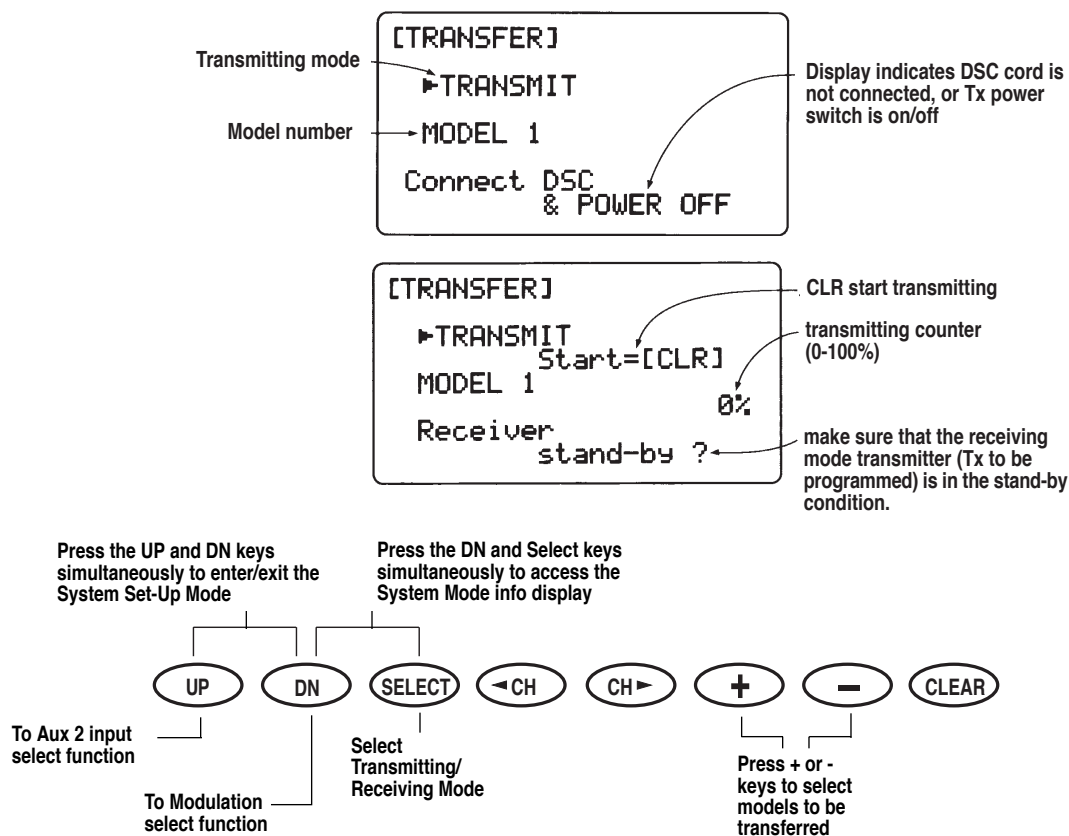 [TRANSFER]
Transmitting mode
►TRANSMIT
Display indicates DSC cord is
not connected, or Tx power
switch is on/off
Model number
MODEL 1
Connect DSC
& POWER OFF
[TRANSFER]
CLR start transmitting
►TRANSMIT
Start=[CLR]
transmitting counter
(0-100%)
MODEL 1
0%
Receiver
stand-by ?
make sure that the receiving
mode transmitter (Tx to be
programmed) is in the stand-by
condition.
Press the UP and DN keys
simultaneously to enter/exit the
System Set-Up Mode
Press the DN and Select keys
simultaneously to access the
System Mode info display
UP
DN
SELECT
◄CH
CH►
+
–
CLEAR
To Aux 2 input
select function
To Modulation
select function
Select
Transmitting/
Receiving Mode
Press + or -
keys to select
models to be
transferred